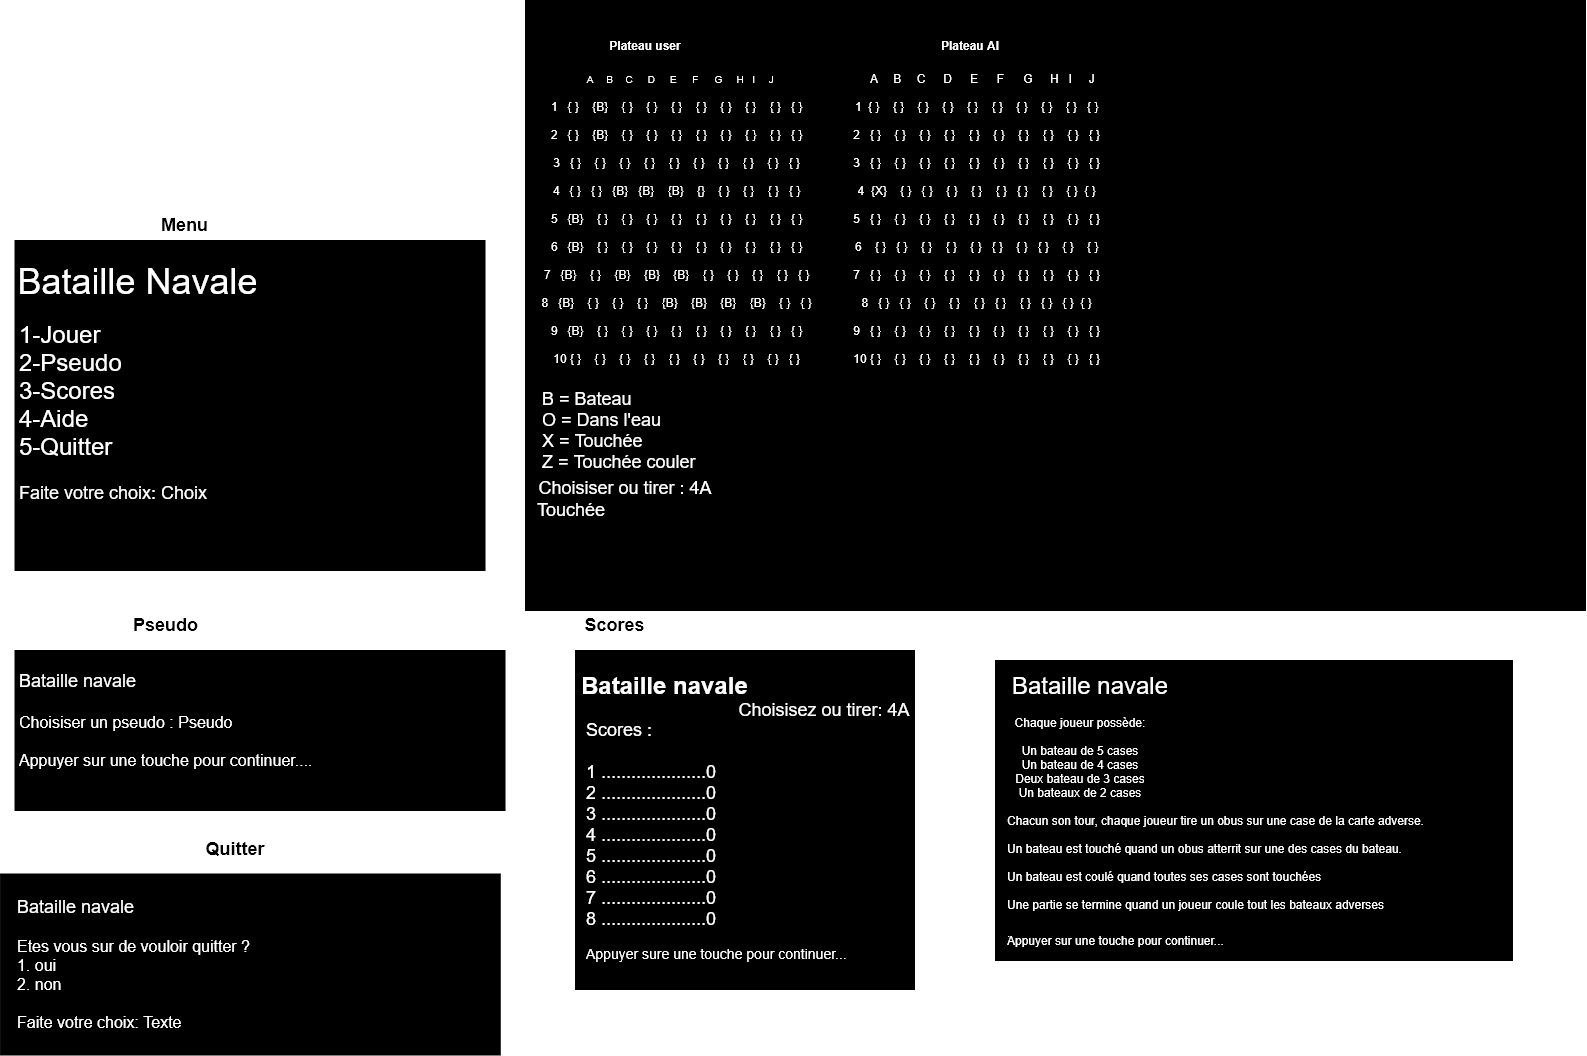 Menu
Bataille Navale
1-Jouer
2-Pseudo
3-Scores
4-Aide
5-Quitter
Faite votre choix: Choix
Plateau user
A B C D E F G H I J
1 { } {B} { } { } { } { } { } { } { } { }
2 { } {B} { } { } { } { } { } { } { } { }
3 { } { } { } { } { } { } { } { } { } { }
4 { } { } {B} {B} {B} {} { } { } { } { }
5 {B} { } { } { } { } { } { } { } { } { }
6 {B} { } { } { } { } { } { } { } { } { }
7 {B} { } {B} {B} {B} { } { } { } { } { }
8 {B} { } { } { } {B} {B} {B} {B} { } { }
9 {B} { } { } { } { } { } { } { } { } { }
10 { } { } { } { } { } { } { } { } { } { }
Plateau AI
A B C D E F G H I J
1 { } { } { } { } { } { } { } { } { } { }
2 { } { } { } { } { } { } { } { } { } { }
3 { } { } { } { } { } { } { } { } { } { }
4 {X} { } { } { } { } { } { } { } { } { }
5 { } { } { } { } { } { } { } { } { } { }
6 { } { } { } { } { } { } { } { } { } { }
7 { } { } { } { } { } { } { } { } { } { }
8 { } { } { } { } { } { } { } { } { } { }
9 { } { } { } { } { } { } { } { } { } { }
10 { } { } { } { } { } { } { } { } { } { }
B = Bateau
O = Dans l'eau
X = Touchée
Z = Touchée couler
Choisiser ou tirer : 4A
Touchée
Pseudo
Bataille navale
Choisiser un pseudo : Pseudo
Appuyer sur une touche pour continuer....
Quitter
Bataille navale
Etes vous sur de vouloir quitter ?
1. oui
2. non
Faite votre choix: Texte
Scores
Bataille navale
Choisisez ou tirer: 4A
Scores :
1 .....................0
2 .....................0
3 .....................0
4 .....................0
5 .....................0
6 .....................0
7 .....................0
8 .....................0
Appuyer sure une touche pour continuer...
Bataille navale
Chaque joueur possède:
Un bateau de 5 cases
Un bateau de 4 cases
Deux bateau de 3 cases
Un bateaux de 2 cases
Chacun son tour, chaque joueur tire un obus sur une case de la carte adverse.
Un bateau est touché quand un obus atterrit sur une des cases du bateau.
Un bateau est coulé quand toutes ses cases sont touchées
Une partie se termine quand un joueur coule tout les bateaux adverses
Appuyer sur une touche pour continuer...